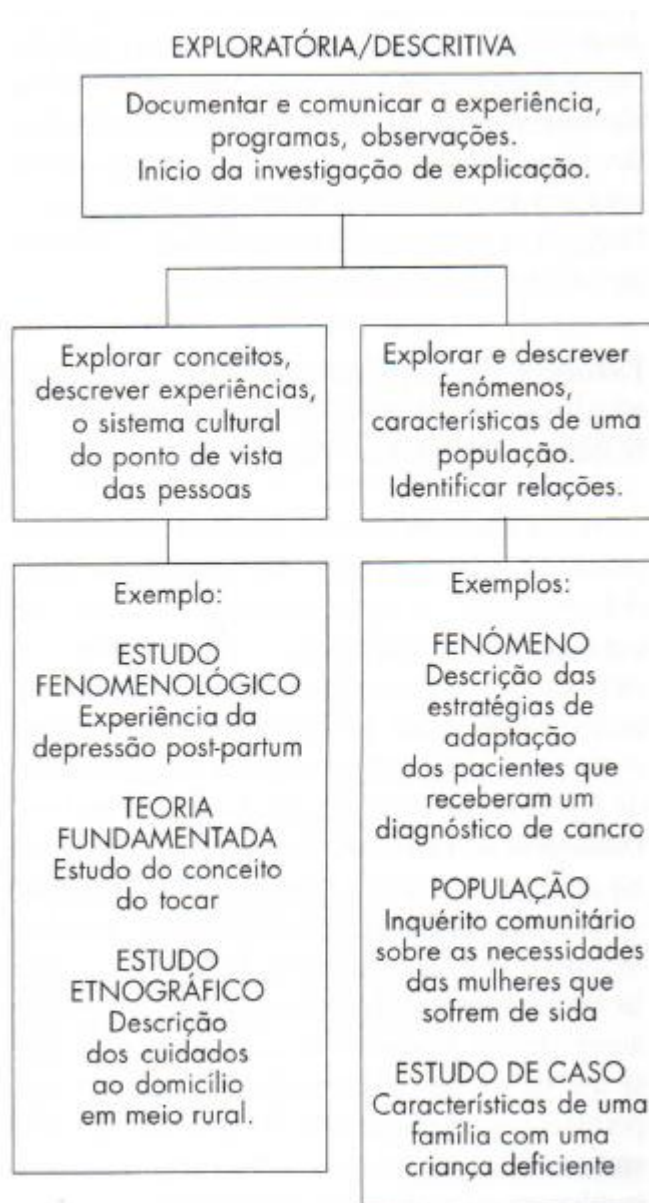 EXPLORATÓRIA/DESCRITIVA
Documentar e comunicar a experiência,
programas, observações.
Início da investigação de explicação.
Explorar conceitos,
descrever experiências,
o sistema cultural
do ponto de vista
das pessoas
Explorar e descrever
fenómenos,
características de uma
população.
Identificar relações.
Exemplo:
ESTUDO
FENOMENOLÓGICO
Experiência da
depressão post-partum
TEORIA
FUNDAMENTADA
Estudo do conceito
do tocar
ESTUDO
ETNOGRÁFICO
Descrição
dos cuidados
ao domicílio
em meio rural.
Exemplos:
FENÓMENO
Descrição das
estratégias de
adaptação
dos pacientes que
receberam um
diagnóstico de cancro
POPULAÇÃO
Inquérito comunitário
sobre as necessidades
das mulheres que
sofrem de sida
ESTUDO DE CASO
Características de uma
família com uma
criança deficiente